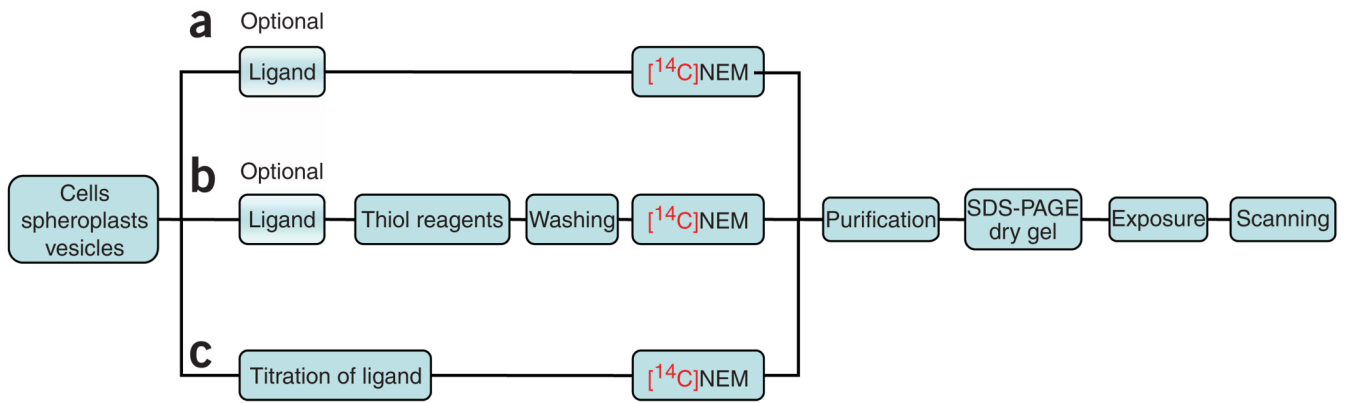 a
Optional
Ligand
[¹⁴C]NEM
b
Optional
Cells
spheroplasts
vesicles
Ligand
Thiol reagents
Washing
[¹⁴C]NEM
Purification
SDS-PAGE
dry gel
Exposure
Scanning
c
Titration of ligand
[¹⁴C]NEM